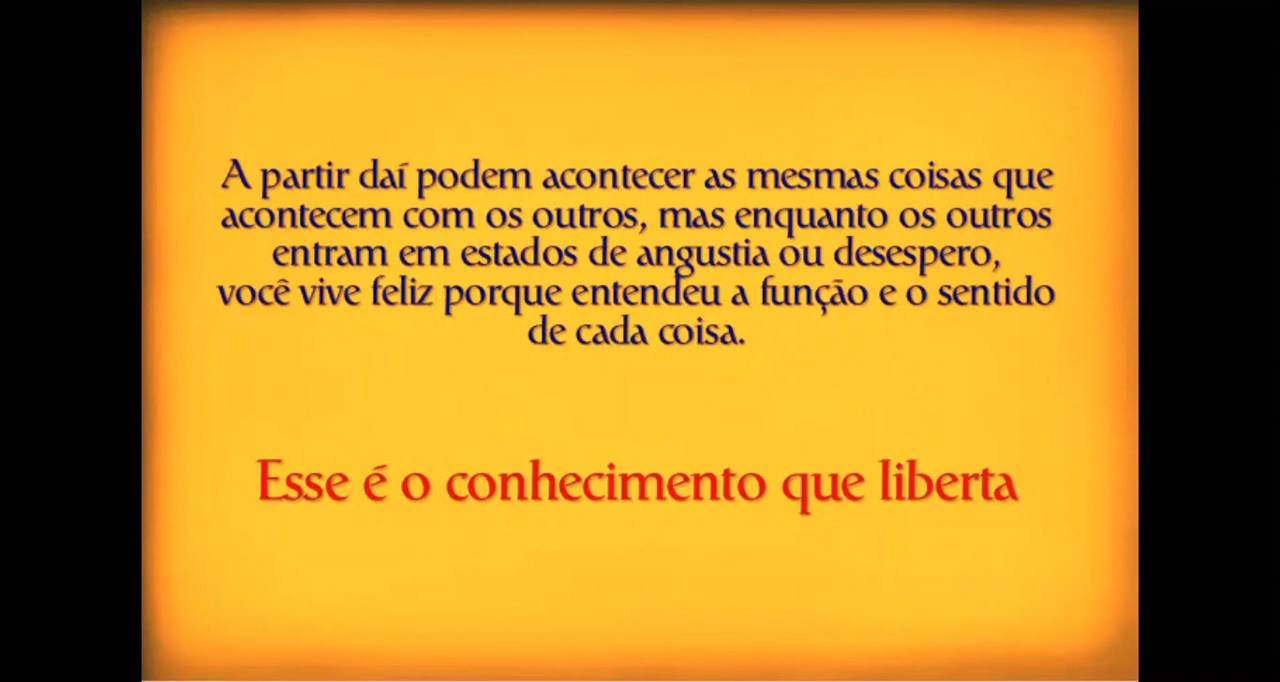 A partir daí podem acontecer as mesmas coisas que
acontecem com os outros, mas enquanto os outros
entram em estados de angustia ou desespero,
você vive feliz porque entendeu a função e o sentido
de cada coisa.
Esse é o conhecimento que liberta